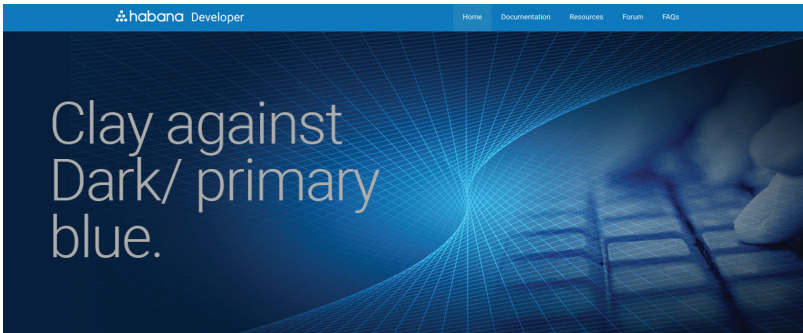 habana Developer
Home Documentation Resources Forum FAQs
Clay against
Dark/ primary
blue.